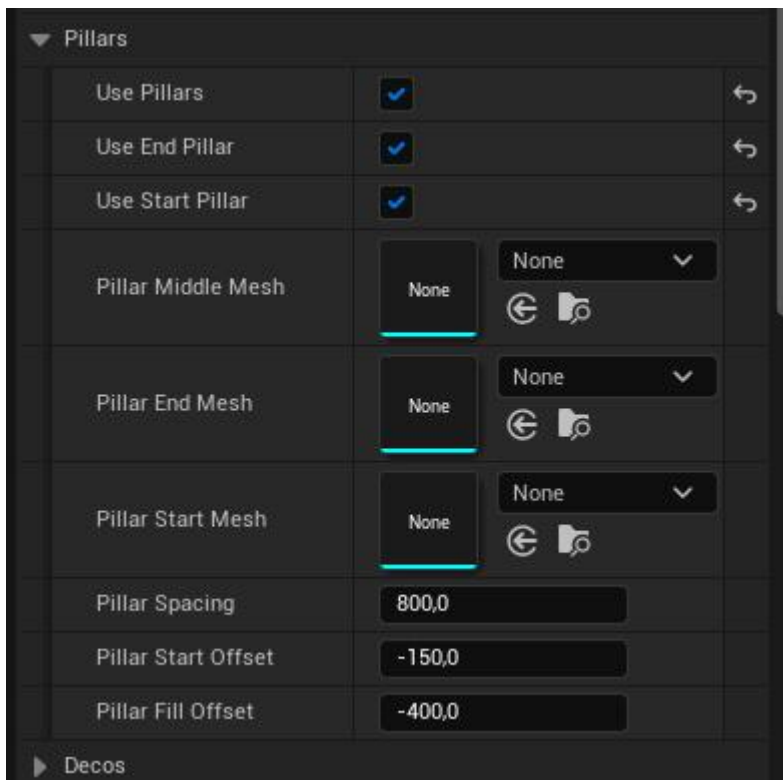 Pillars
Use Pillars
Use End Pillar
Use Start Pillar
Pillar Middle Mesh
None
None
Pillar End Mesh
None
None
Pillar Start Mesh
None
None
Pillar Spacing
800,0
Pillar Start Offset
-150,0
Pillar Fill Offset
-400,0
Decos